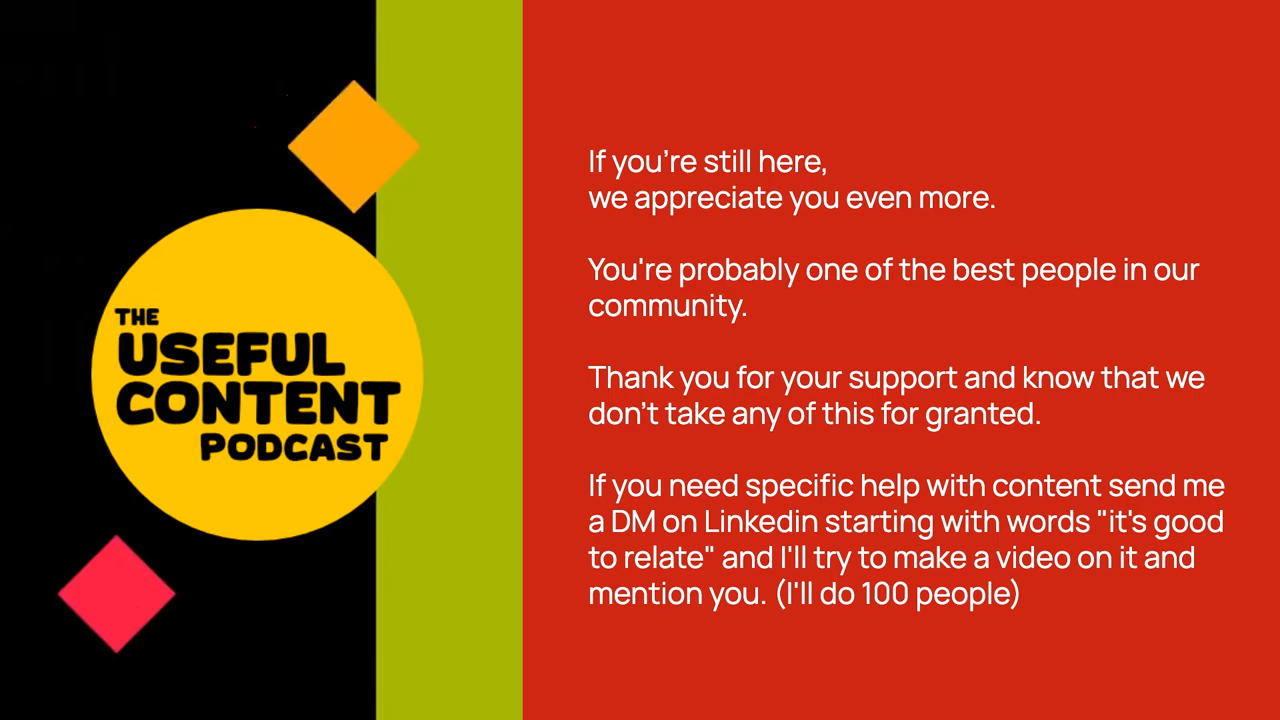 THE
USEFUL
CONTENT
PODCAST
If you’re still here,
we appreciate you even more.
You're probably one of the best people in our
community.
Thank you for your support and know that we
don’t take any of this for granted.
If you need specific help with content send me
a DM on Linkedin starting with words "it's good
to relate" and I'll try to make a video on it and
mention you. (I'll do 100 people)